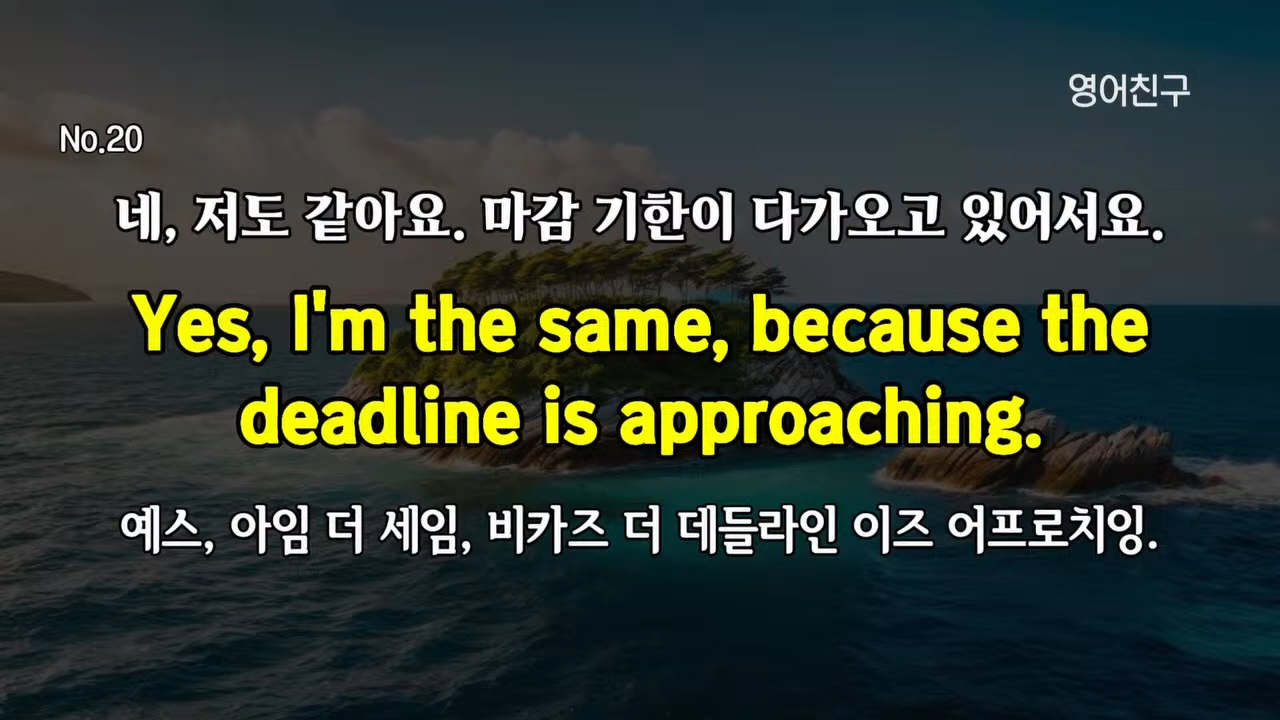 영어친구
No.20
네, 저도 같아요. 마감 기한이 다가오고 있어서요.
Yes, I'm the same, because the
deadline is approaching.
예스, 아임 더 세임, 비카즈 더 데들라인 이즈 어프로치잉.